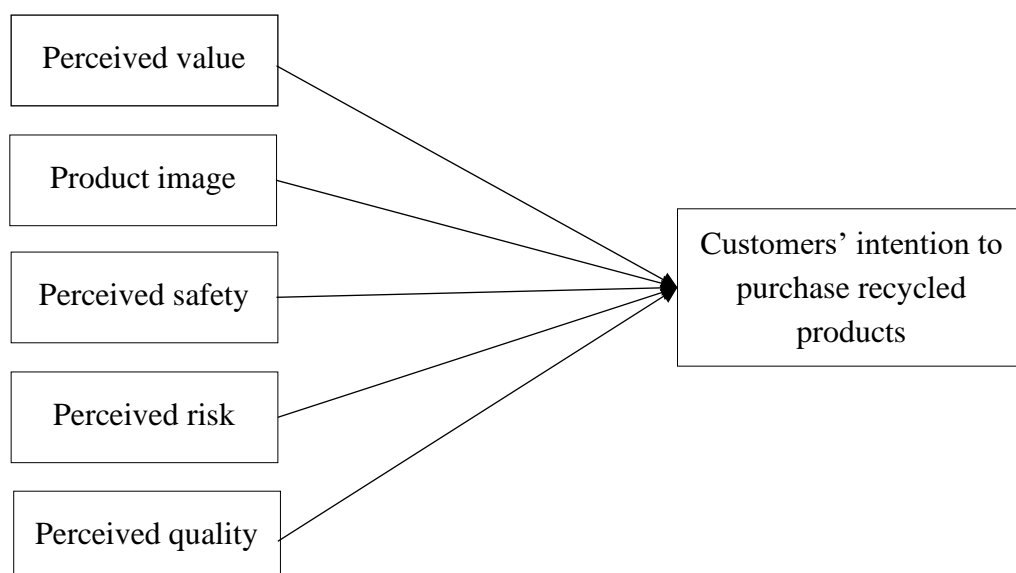 Perceived value
Product image
Perceived safety
Perceived risk
Perceived quality
Customers’ intention to
purchase recycled
products